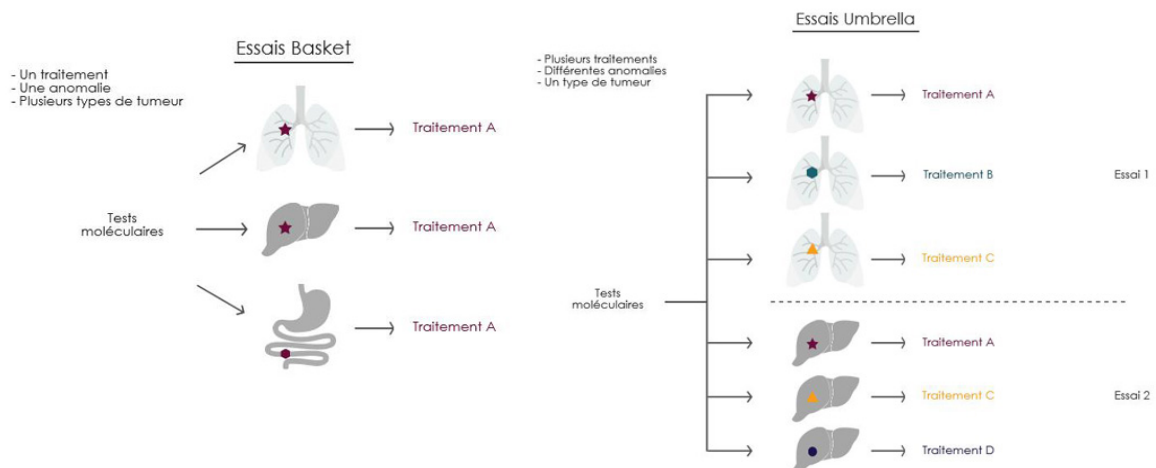 Essais Basket
- Un traitement
- Une anomalie
- Plusieurs types de tumeur
Traitement A
Tests
moléculaires
Traitement A
Traitement A
Essais Umbrella
- Plusieurs traitements
- Différentes anomalies
- Un type de tumeur
Traitement A
Traitement B
Essai 1
Traitement C
Tests
moléculaires
Traitement A
Traitement C
Essai 2
Traitement D